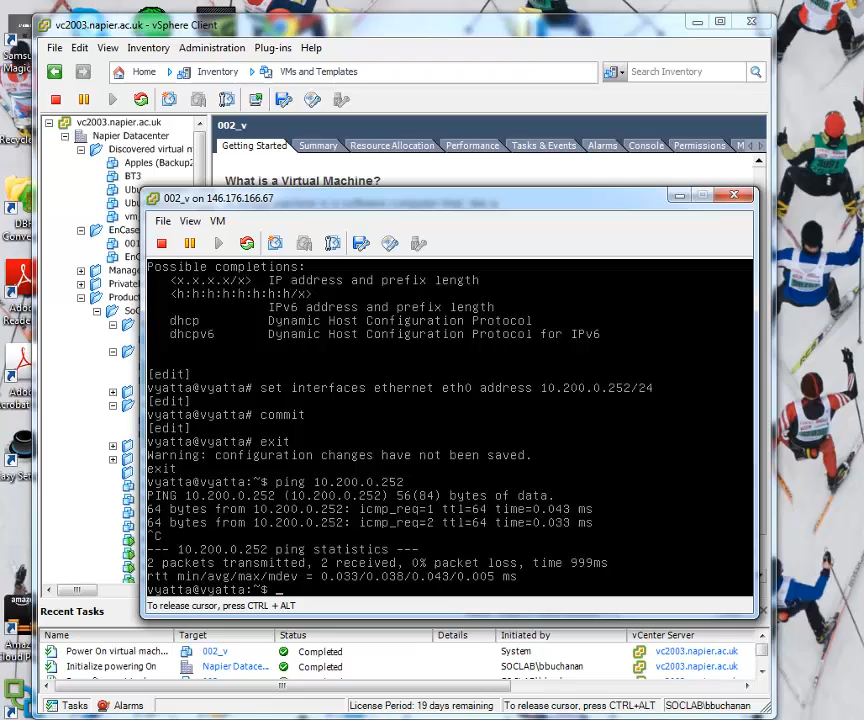 vc2003.napier.ac.uk - vSphere Client
File Edit View Inventory Administration Plug-ins Help
Home Inventory VMs and Templates Search Inventory
vc2003.napier.ac.uk
Napier Datacenter
Discovered virtual m
Apples (Backup2
BT3
Ubu
Ubu
vm
EnCase
001
EnC
Manage
Private
Produc
SoC
002_v
Getting Started Summary Resource Allocation Performance Tasks & Events Alarms Console Permissions M
What is a Virtual Machine?
002_v on 146.176.166.67
File View VM
Possible completions:
<x.x.x.x/x> IP address and prefix length
<h:h:h:h:h:h:h:h/x>
IPv6 address and prefix length
dhcp Dynamic Host Configuration Protocol
dhcpv6 Dynamic Host Configuration Protocol for IPv6
[edit]
vyatta@vyatta# set interfaces ethernet eth0 address 10.200.0.252/24
[edit]
vyatta@vyatta# commit
[edit]
vyatta@vyatta# exit
Warning: configuration changes have not been saved.
exit
vyatta@vyatta:~$ ping 10.200.0.252
PING 10.200.0.252 (10.200.0.252) 56(84) bytes of data.
64 bytes from 10.200.0.252: icmp_req=1 ttl=64 time=0.043 ms
64 bytes from 10.200.0.252: icmp_req=2 ttl=64 time=0.033 ms
^C
--- 10.200.0.252 ping statistics ---
2 packets transmitted, 2 received, 0% packet loss, time 999ms
rtt min/avg/max/mdev = 0.033/0.038/0.043/0.005 ms
vyatta@vyatta:~$ _
To release cursor, press CTRL + ALT
Recent Tasks
Name Target Status Details Initiated by vCenter Server
Power On virtual mach... 002_v Completed System vc2003.napier.ac.uk
Initialize powering On Napier Datace... Completed SOCLAB\bbuchanan vc2003.napier.ac.uk
Tasks Alarms License Period: 19 days remaining To release cursor, press CTRL+ALT SOCLAB\bbuchanan